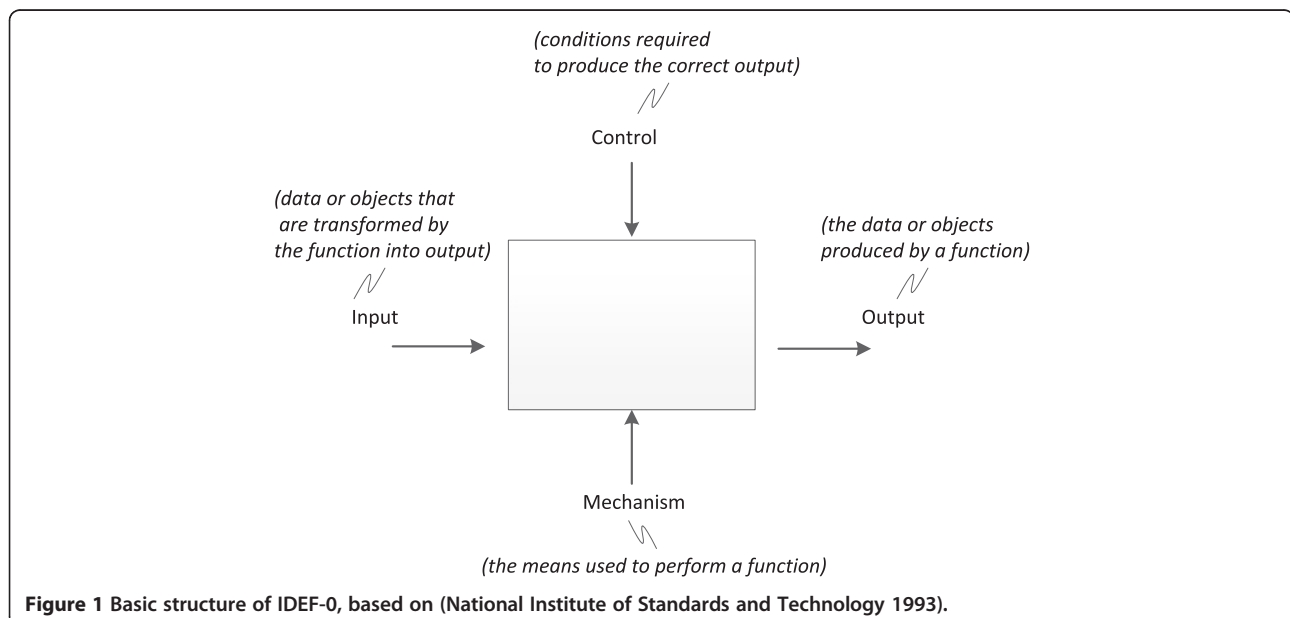 (conditions required
to produce the correct output)
Control
(data or objects that
are transformed by
the function into output)
Input
(the data or objects
produced by a function)
Output
Mechanism
(the means used to perform a function)
Figure 1 Basic structure of IDEF-0, based on (National Institute of Standards and Technology 1993).